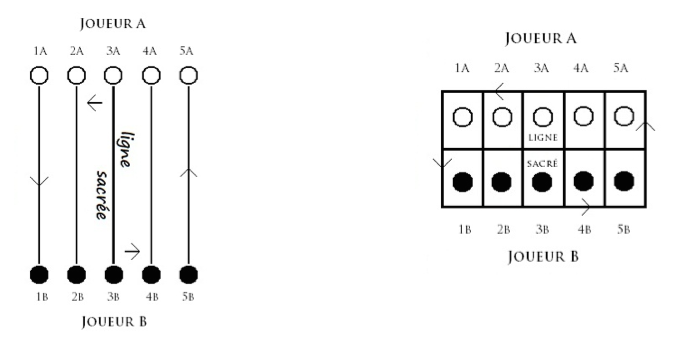 Joueur A
1A 2A 3A 4A 5A
ligne
sacrée
1B 2B 3B 4B 5B
Joueur B
Joueur A
1A 2A 3A 4A 5A
LIGNE
SACRÉ
1B 2B 3B 4B 5B
Joueur B